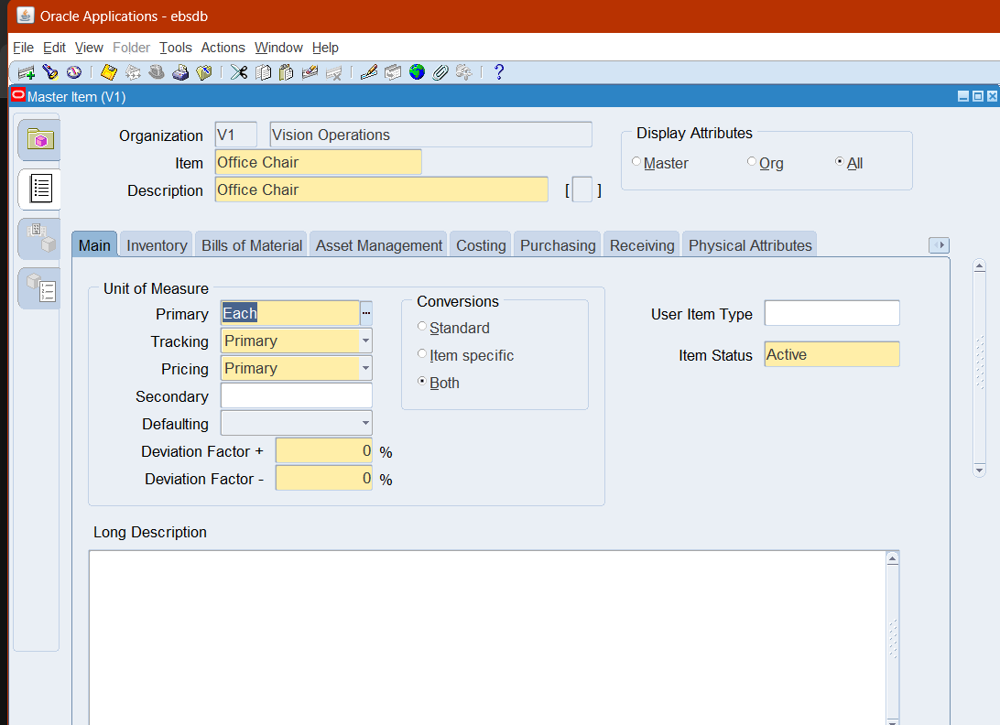 Oracle Applications - ebsdb
File Edit View Folder Tools Actions Window Help
Master Item (V1)
Organization V1 Vision Operations
Item Office Chair
Description Office Chair [ ]
Display Attributes
Master Org All
Main Inventory Bills of Material Asset Management Costing Purchasing Receiving Physical Attributes
Unit of Measure
Primary Each ...
Tracking Primary
Pricing Primary
Secondary
Defaulting
Deviation Factor + 0 %
Deviation Factor - 0 %
Conversions
Standard
Item specific
Both
User Item Type
Item Status Active
Long Description